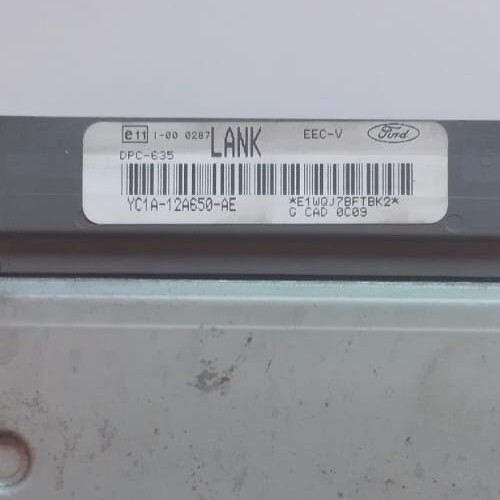 e11 I-00 0287 LANK EEC-V Ford
DPC-635
YC1A-12A650-AE *E1WQJ7BFTBK2*
G CAD 0C09